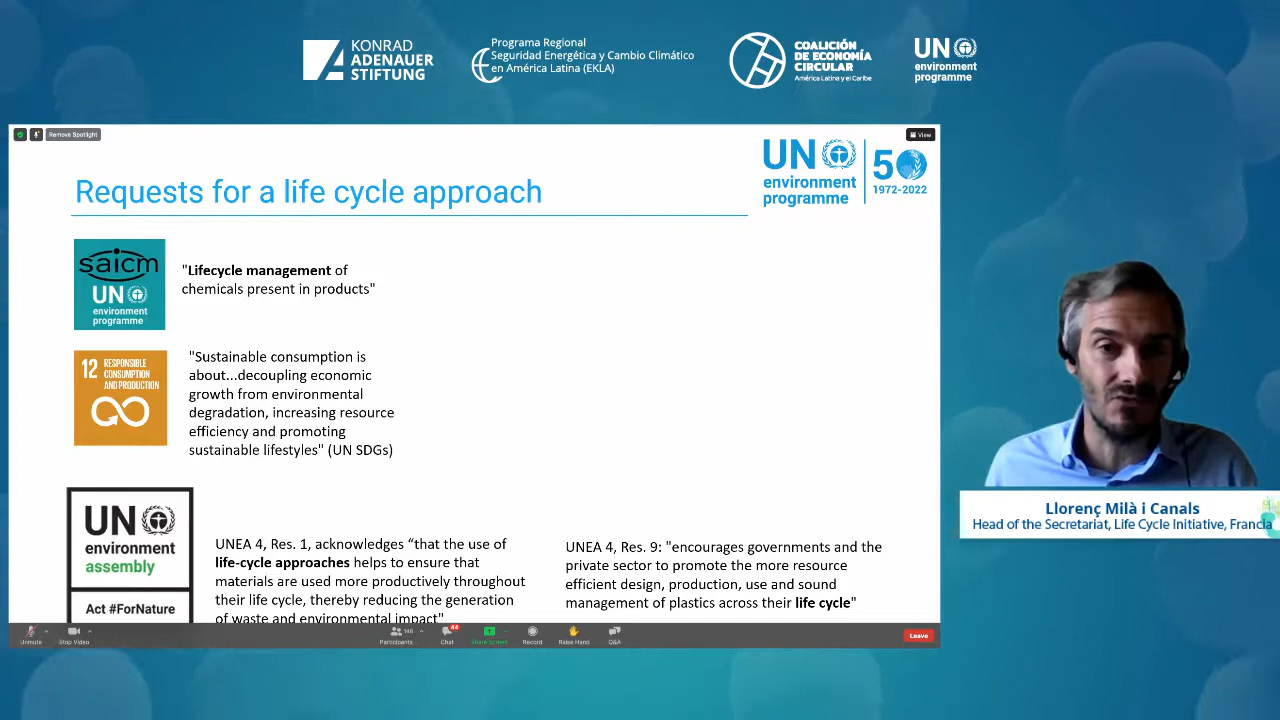 KONRAD
ADENAUER
STIFTUNG
Programa Regional
Seguridad Energética y Cambio Climático
en América Latina (EKLA)
COALICIÓN
DE ECONOMÍA
CIRCULAR
América Latina y el Caribe
UN
environment
programme
Remove Spotlight
View
UN
environment
programme
50
1972-2022
Requests for a life cycle approach
saicm
UN
environment
programme
"Lifecycle management of
chemicals present in products"
12 RESPONSIBLE
CONSUMPTION
AND PRODUCTION
"Sustainable consumption is
about...decoupling economic
growth from environmental
degradation, increasing resource
efficiency and promoting
sustainable lifestyles" (UN SDGs)
UN
environment
assembly
Act #ForNature
UNEA 4, Res. 1, acknowledges “that the use of
life-cycle approaches helps to ensure that
materials are used more productively throughout
their life cycle, thereby reducing the generation
of waste and environmental impact"
UNEA 4, Res. 9: "encourages governments and the
private sector to promote the more resource
efficient design, production, use and sound
management of plastics across their life cycle"
Llorenç Milà i Canals
Head of the Secretariat, Life Cycle Initiative, Francia
Unmute
Stop Video
Participants
148
Chat
44
Share Screen
Record
Raise Hand
Q&A
Leave